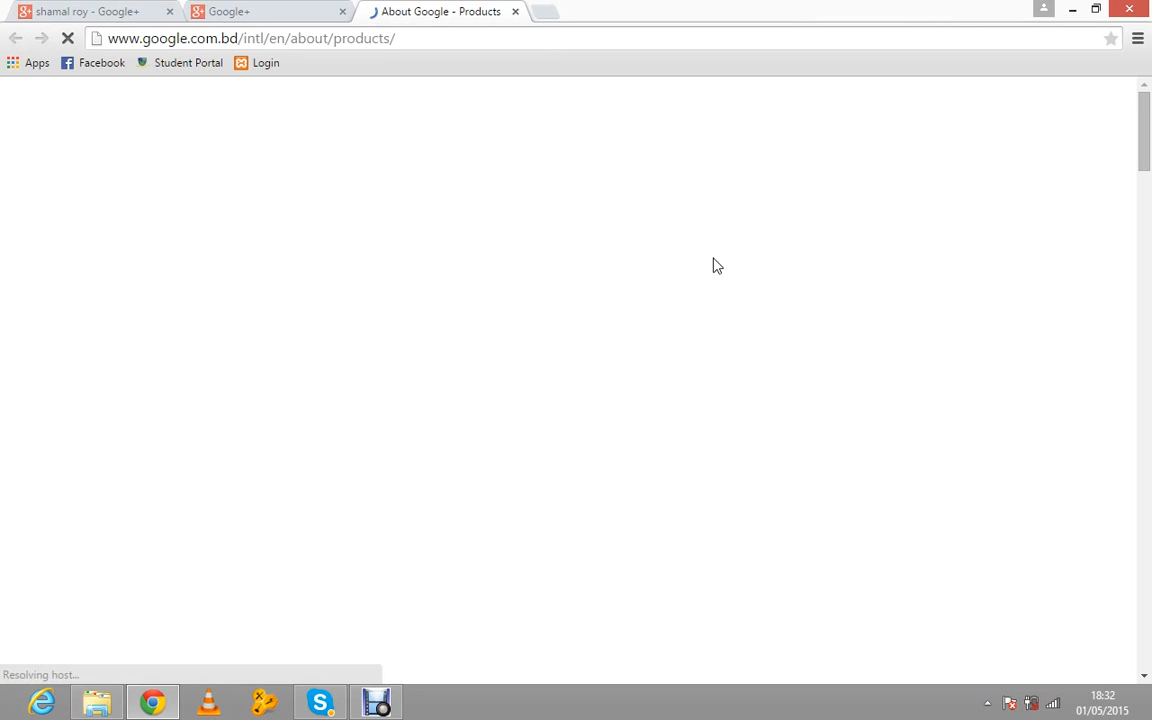 shamal roy - Google+
Google+
About Google - Products
www.google.com.bd/intl/en/about/products/
Apps
Facebook
Student Portal
Login
Resolving host...
18:32
01/05/2015